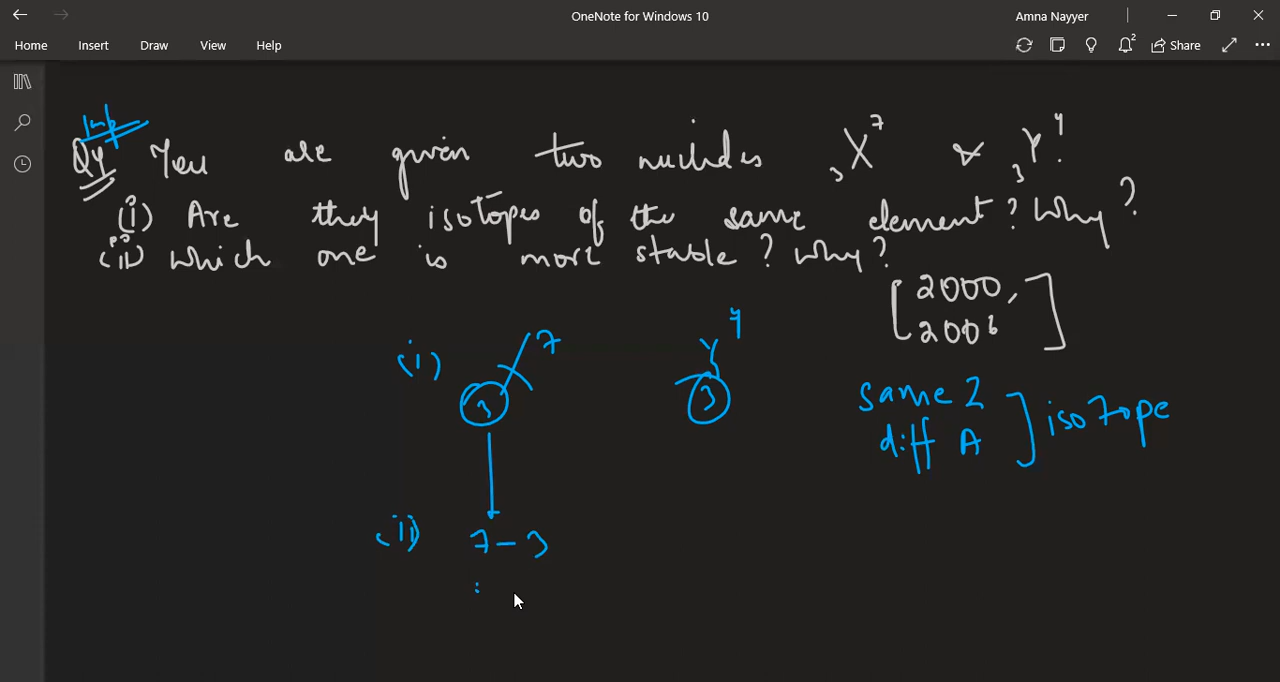 OneNote for Windows 10
Amna Nayyer
Home Insert Draw View Help
2
Share
Imp
Q4 You are given two nuclides ₃X⁷ & ₃Y⁴.
(i) Are they isotopes of the same element? Why?
(ii) which one is more stable? Why?
[2000, 2006]
(i) 3 7 3 Y 4
same Z
diff A ] isotope
(ii) 7-3
: